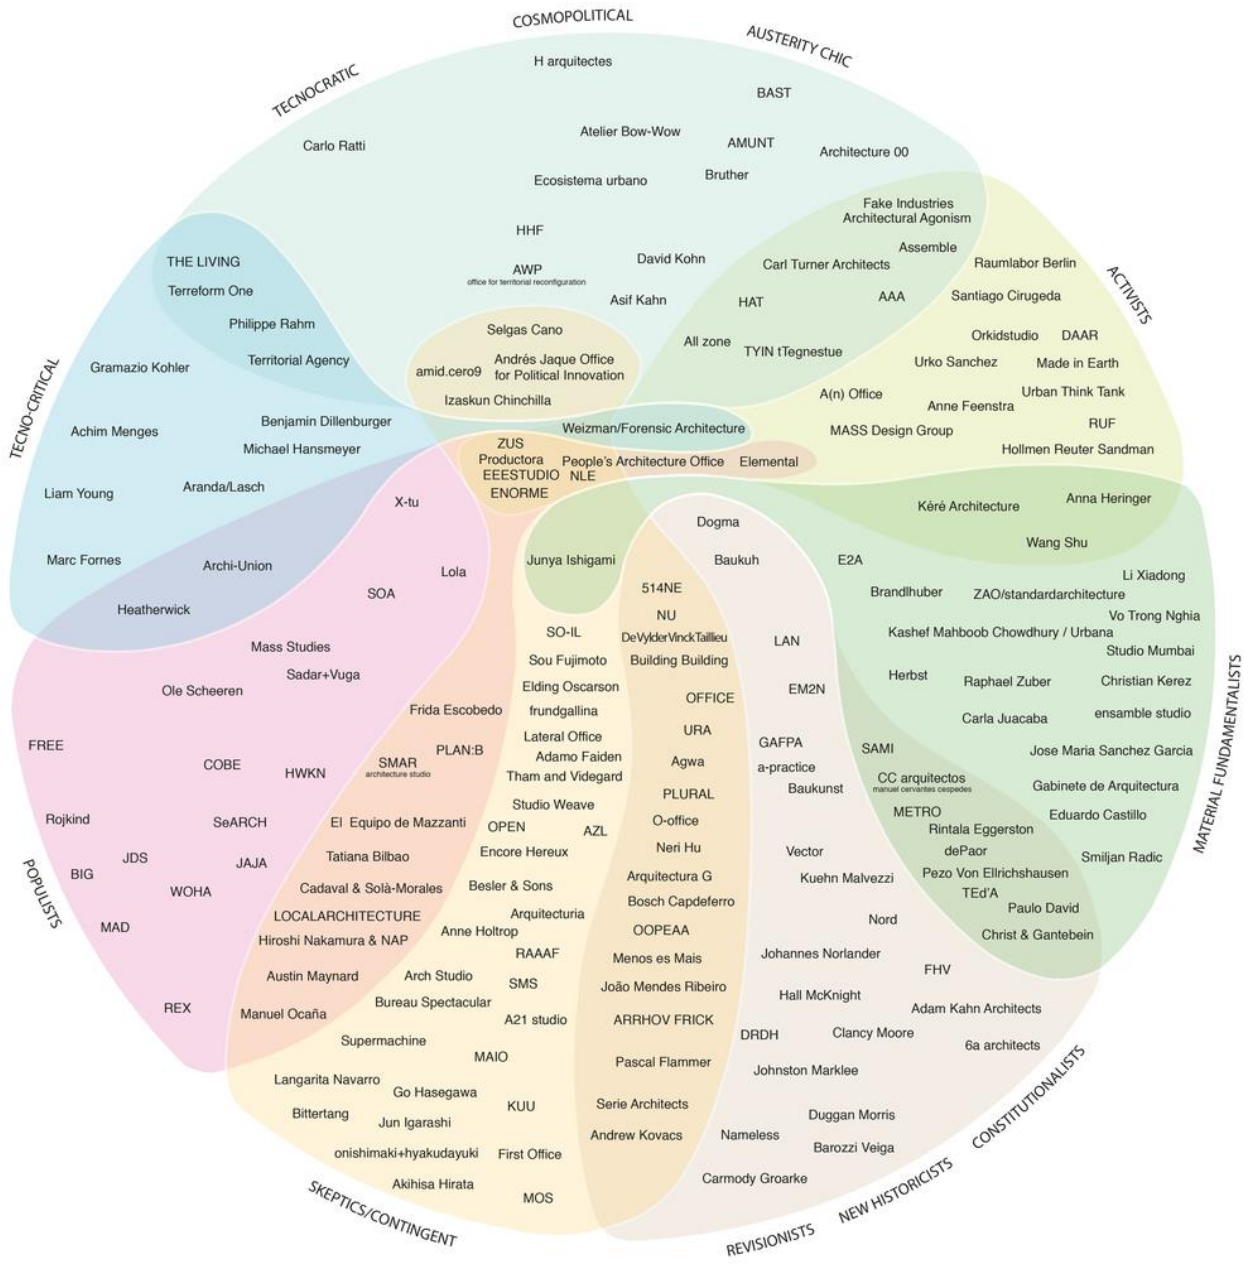 COSMOPOLITICAL
AUSTERITY CHIC
TECNOCRATIC
H arquitectes
BAST
Carlo Ratti
Atelier Bow-Wow
AMUNT
Architecture 00
Ecosistema urbano
Bruther
Fake Industries
Architectural Agonism
HHF
Assemble
THE LIVING
David Kohn
Carl Turner Architects
Raumlabor Berlin
ACTIVISTS
AWP
office for territorial reconfiguration
Terreform One
Asif Kahn
HAT
AAA
Santiago Cirugeda
Philippe Rahm
Selgas Cano
All zone
TYIN tTegnestue
Orkidstudio
DAAR
Territorial Agency
Gramazio Kohler
amid.cero9
Andrés Jaque Office
for Political Innovation
Urko Sanchez
Made in Earth
Izaskun Chinchilla
A(n) Office
Urban Think Tank
Anne Feenstra
TECNO-CRITICAL
Achim Menges
Benjamin Dillenburger
Weizman/Forensic Architecture
MASS Design Group
RUF
Michael Hansmeyer
ZUS
Productora
People's Architecture Office
Elemental
Hollmen Reuter Sandman
EEESTUDIO
NLE
ENORME
Liam Young
Aranda/Lasch
X-tu
Kéré Architecture
Anna Heringer
Dogma
Wang Shu
Marc Fornes
Archi-Union
Lola
Junya Ishigami
Baukuh
E2A
Li Xiadong
SOA
514NE
Brandlhuber
ZAO/standardarchitecture
Heatherwick
NU
Vo Trong Nghia
SO-IL
DeVylderVinckTaillieu
LAN
Kashef Mahboob Chowdhury / Urbana
Mass Studies
Sou Fujimoto
Building Building
Studio Mumbai
Sadar+Vuga
Herbst
Raphael Zuber
Christian Kerez
Ole Scheeren
Elding Oscarson
OFFICE
EM2N
Frida Escobedo
frundgallina
Carla Juacaba
ensamble studio
MATERIAL FUNDAMENTALISTS
FREE
Lateral Office
URA
GAFPA
SAMI
Jose Maria Sanchez Garcia
COBE
HWKN
SMAR
architecture studio
PLAN:B
Adamo Faiden
Agwa
a-practice
Tham and Videgard
CC arquitectos
manuel cervantes cespedes
Gabinete de Arquitectura
Baukunst
PLURAL
Rojkind
SeARCH
El Equipo de Mazzanti
Studio Weave
METRO
Eduardo Castillo
OPEN
AZL
O-office
Rintala Eggerston
JDS
JAJA
Tatiana Bilbao
Encore Hereux
Neri Hu
Vector
dePaor
Smiljan Radic
POPULISTS
BIG
WOHA
Cadaval & Solà-Morales
Besler & Sons
Arquitectura G
Kuehn Malvezzi
Pezo Von Ellrichshausen
TEd'A
Bosch Capdeferro
Paulo David
MAD
LOCALARCHITECTURE
Arquitecturia
Nord
Anne Holtrop
OOPEAA
Christ & Gantebein
Hiroshi Nakamura & NAP
RAAAF
Menos es Mais
Johannes Norlander
FHV
Austin Maynard
Arch Studio
SMS
João Mendes Ribeiro
Hall McKnight
REX
Manuel Ocaña
Bureau Spectacular
A21 studio
ARRHOV FRICK
Adam Kahn Architects
Supermachine
DRDH
Clancy Moore
6a architects
MAIO
Pascal Flammer
Johnston Marklee
Langarita Navarro
Go Hasegawa
KUU
Serie Architects
CONSTITUTIONALISTS
Bittertang
Jun Igarashi
Duggan Morris
Andrew Kovacs
Nameless
Barozzi Veiga
onishimaki+hyakudayuki
First Office
Akihisa Hirata
MOS
Carmody Groarke
NEW HISTORICISTS
SKEPTICS/CONTINGENT
REVISIONISTS